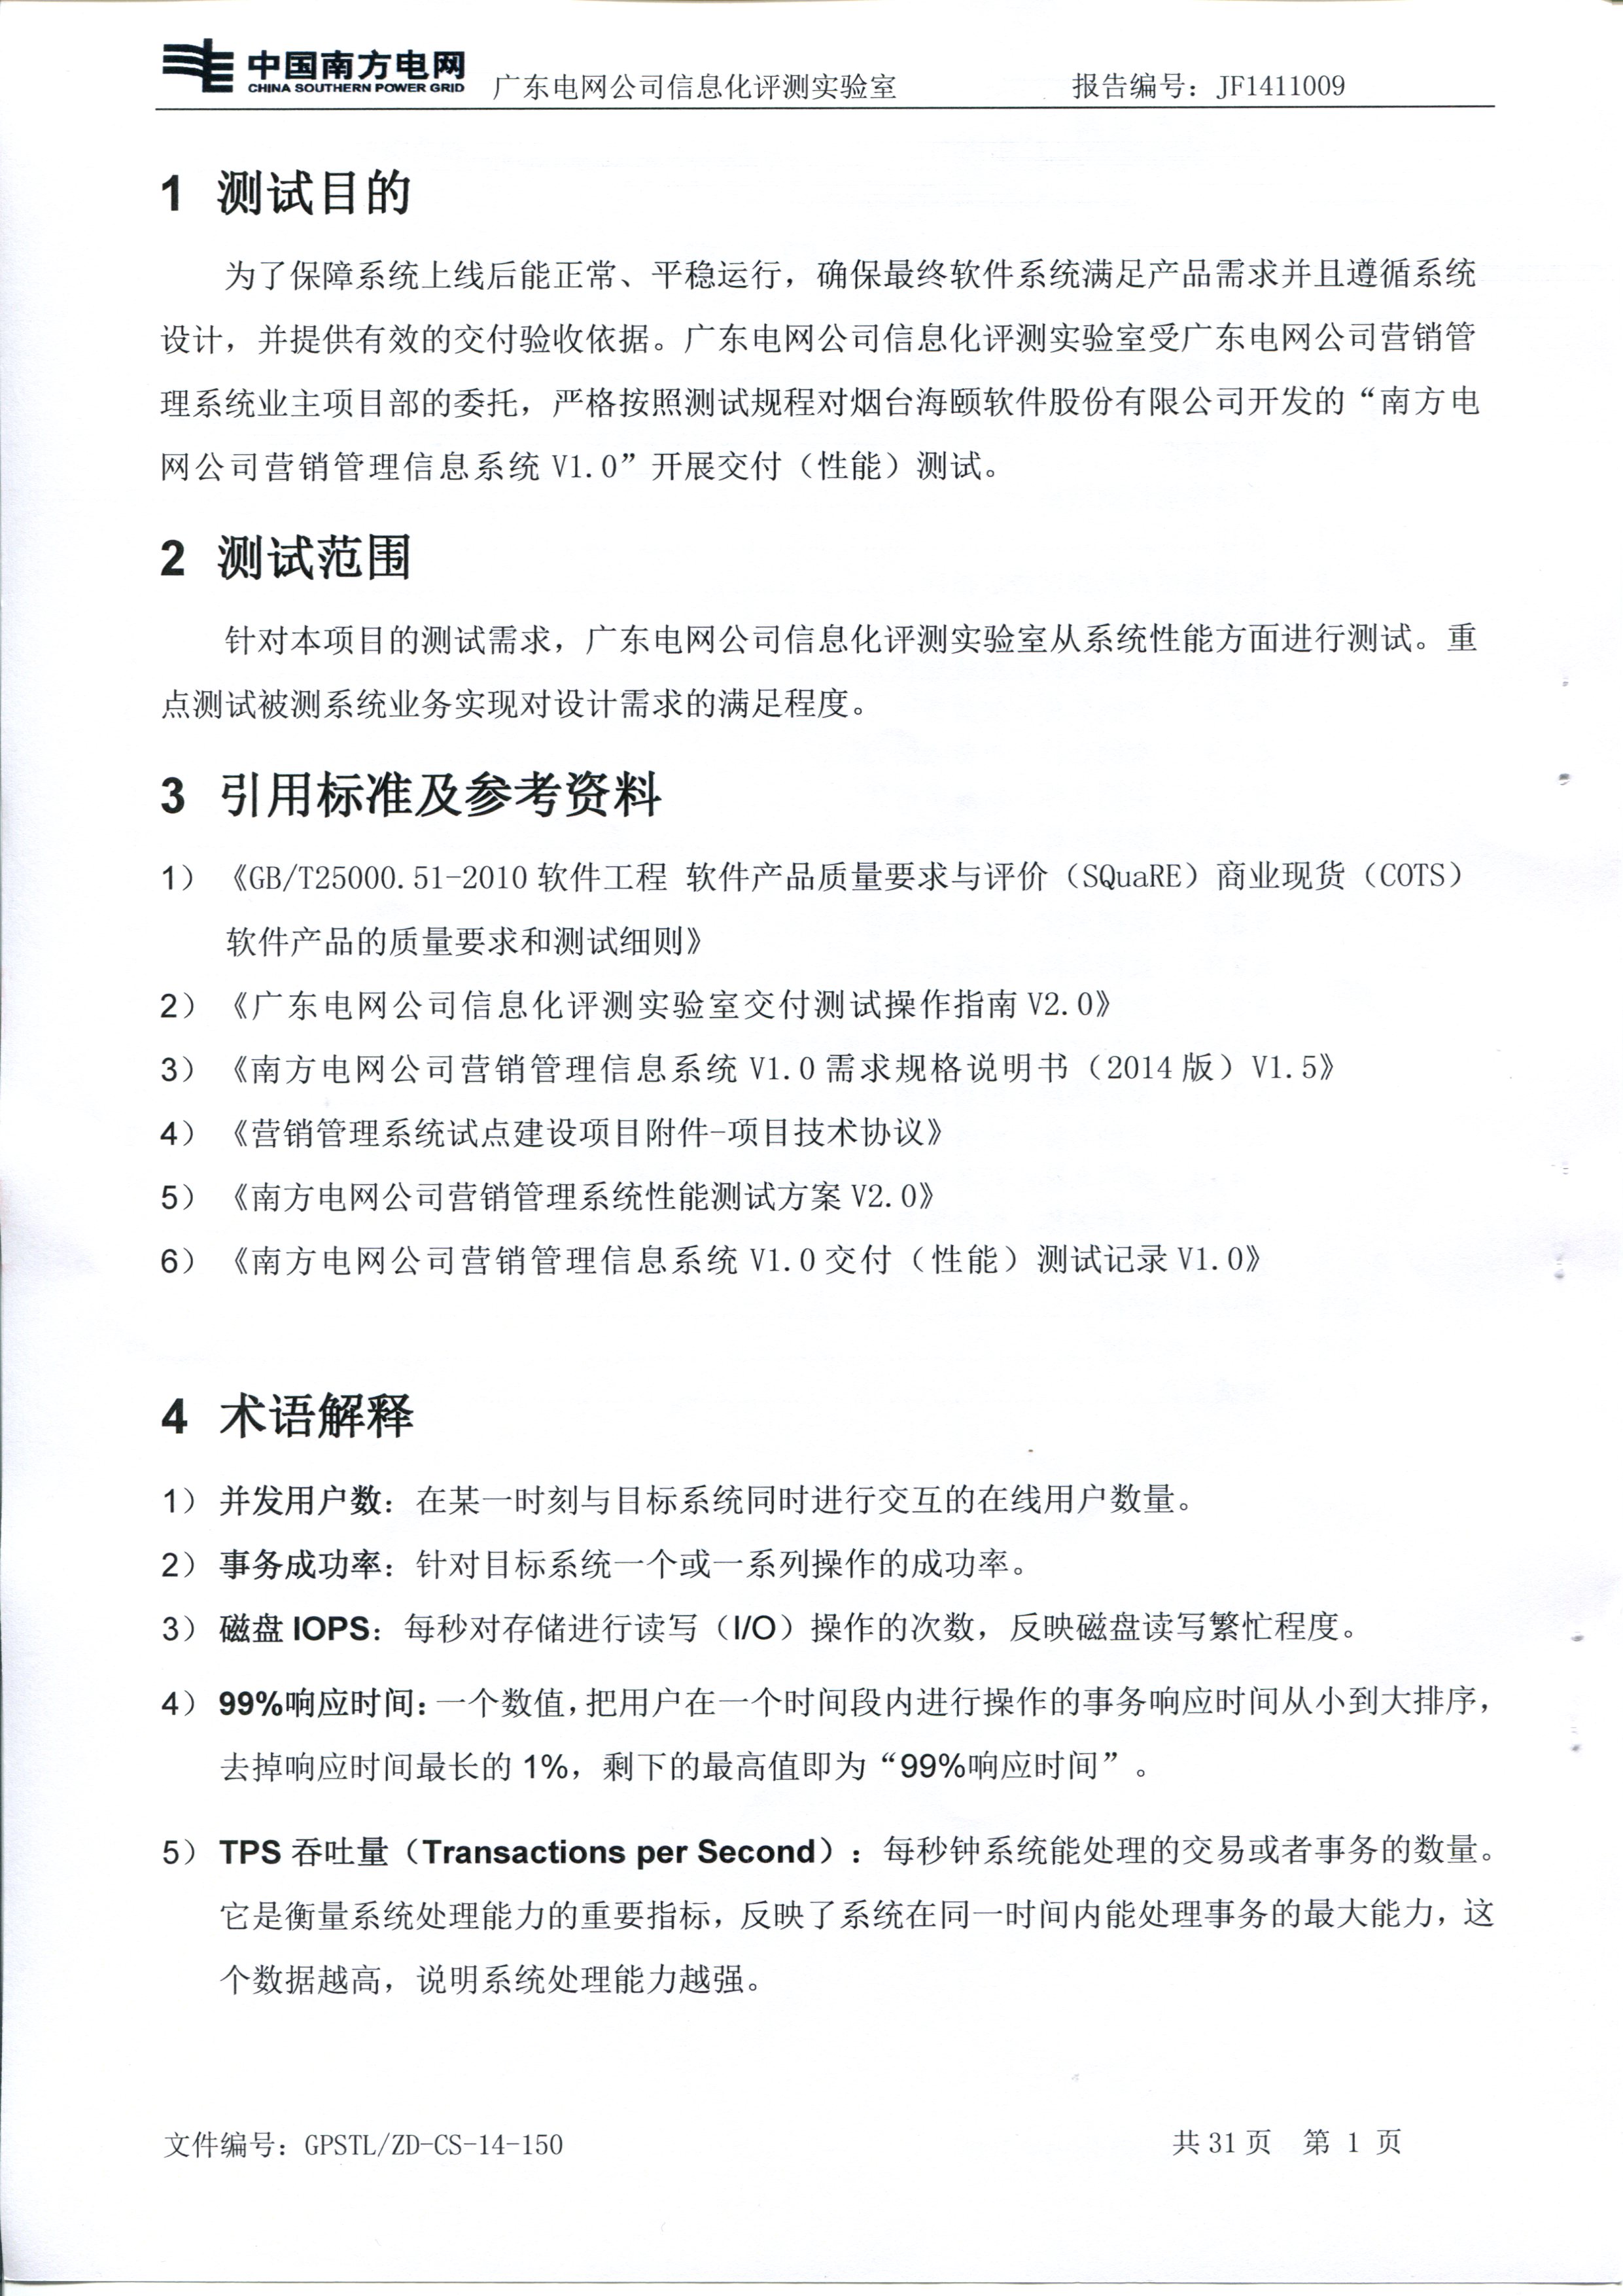 中国南方电网
CHINA SOUTHERN POWER GRID
广东电网公司信息化评测实验室 报告编号：JF1411009
1 测试目的
为了保障系统上线后能正常、平稳运行，确保最终软件系统满足产品需求并且遵循系统
设计，并提供有效的交付验收依据。广东电网公司信息化评测实验室受广东电网公司营销管
理系统业主项目部的委托，严格按照测试规程对烟台海颐软件股份有限公司开发的“南方电
网公司营销管理信息系统 V1.0”开展交付（性能）测试。
2 测试范围
针对本项目的测试需求，广东电网公司信息化评测实验室从系统性能方面进行测试。重
点测试被测系统业务实现对设计需求的满足程度。
3 引用标准及参考资料
1）《GB/T25000.51-2010 软件工程 软件产品质量要求与评价（SQuaRE）商业现货（COTS）
软件产品的质量要求和测试细则》
2）《广东电网公司信息化评测实验室交付测试操作指南 V2.0》
3）《南方电网公司营销管理信息系统 V1.0 需求规格说明书（2014 版）V1.5》
4）《营销管理系统试点建设项目附件-项目技术协议》
5）《南方电网公司营销管理系统性能测试方案 V2.0》
6）《南方电网公司营销管理信息系统 V1.0 交付（性能）测试记录 V1.0》
4 术语解释
1）并发用户数：在某一时刻与目标系统同时进行交互的在线用户数量。
2）事务成功率：针对目标系统一个或一系列操作的成功率。
3）磁盘 IOPS：每秒对存储进行读写（I/O）操作的次数，反映磁盘读写繁忙程度。
4）99%响应时间：一个数值，把用户在一个时间段内进行操作的事务响应时间从小到大排序，
去掉响应时间最长的 1%，剩下的最高值即为“99%响应时间”。
5）TPS 吞吐量（Transactions per Second）：每秒钟系统能处理的交易或者事务的数量。
它是衡量系统处理能力的重要指标，反映了系统在同一时间内能处理事务的最大能力，这
个数据越高，说明系统处理能力越强。
文件编号：GPSTL/ZD-CS-14-150 共 31 页 第 1 页